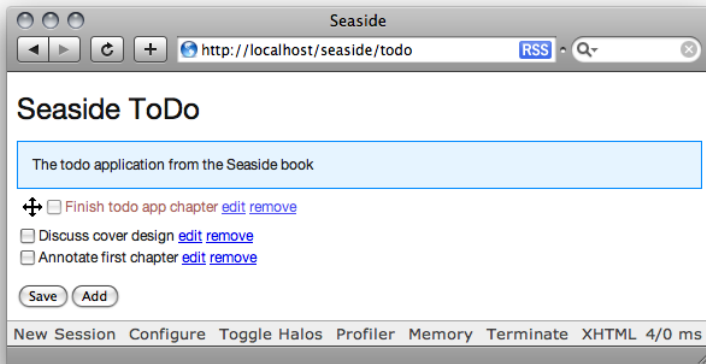 Seaside
http://localhost/seaside/todo RSS
Seaside ToDo
The todo application from the Seaside book
Finish todo app chapter edit remove
Discuss cover design edit remove
Annotate first chapter edit remove
Save Add
New Session Configure Toggle Halos Profiler Memory Terminate XHTML 4/0 ms